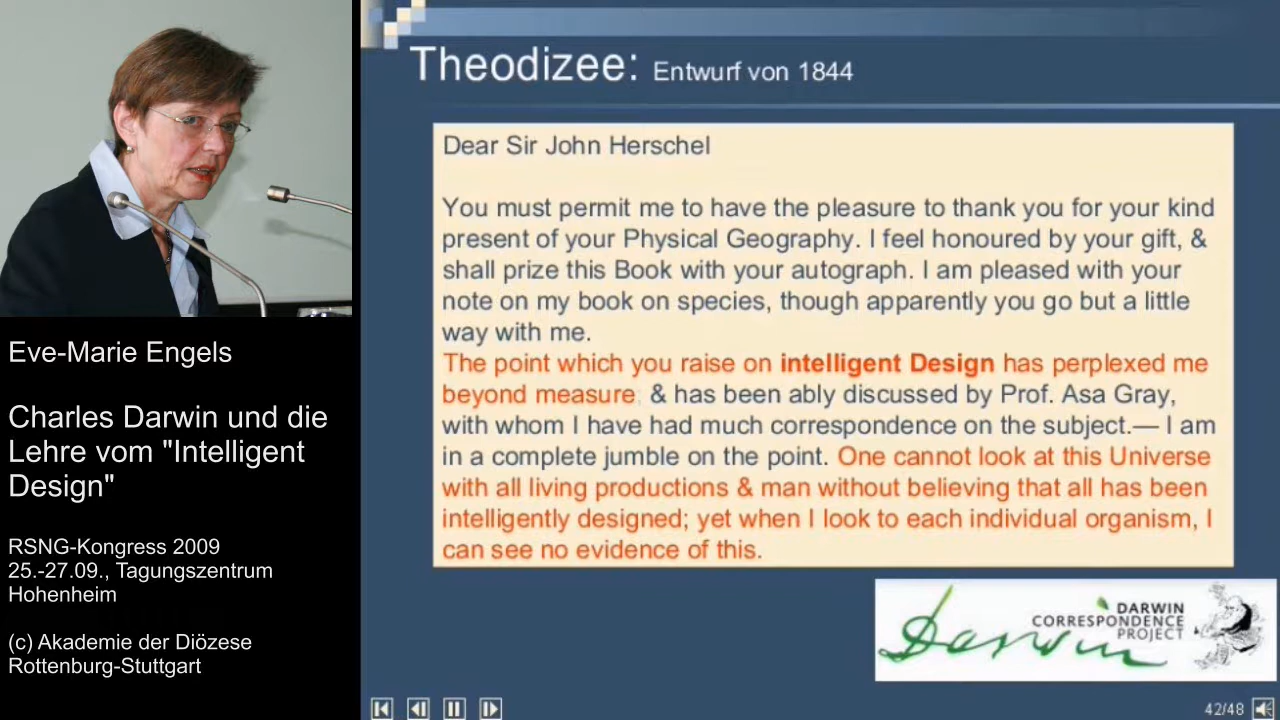 Theodizee: Entwurf von 1844
Dear Sir John Herschel
You must permit me to have the pleasure to thank you for your kind
present of your Physical Geography. I feel honoured by your gift, &
shall prize this Book with your autograph. I am pleased with your
note on my book on species, though apparently you go but a little
way with me.
The point which you raise on intelligent Design has perplexed me
beyond measure; & has been ably discussed by Prof. Asa Gray,
with whom I have had much correspondence on the subject.— I am
in a complete jumble on the point. One cannot look at this Universe
with all living productions & man without believing that all has been
intelligently designed; yet when I look to each individual organism, I
can see no evidence of this.
Darwin
DARWIN
CORRESPONDENCE
PROJECT
42/48
Eve-Marie Engels
Charles Darwin und die
Lehre vom "Intelligent
Design"
RSNG-Kongress 2009
25.-27.09., Tagungszentrum
Hohenheim
(c) Akademie der Diözese
Rottenburg-Stuttgart